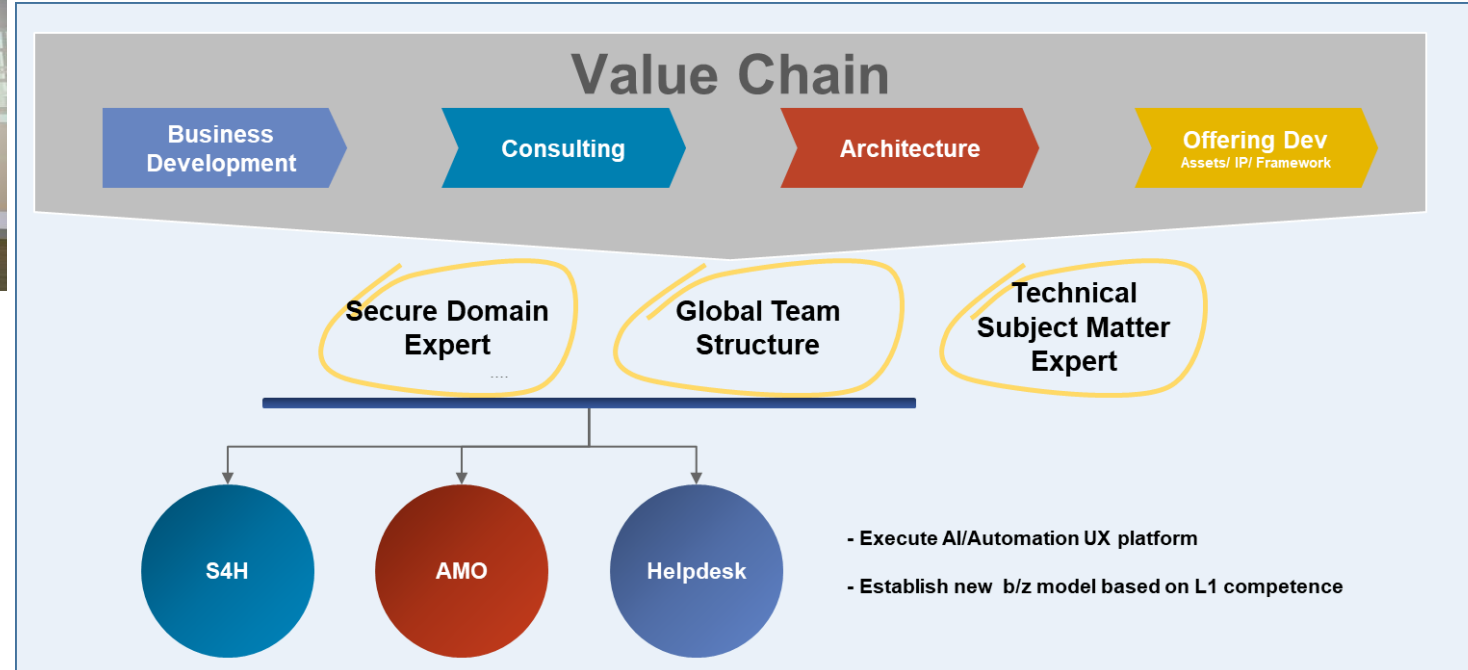 Value Chain
Business
Development
Consulting
Architecture
Offering Dev
Assets/ IP/ Framework
Secure Domain
Expert
....
Global Team
Structure
Technical
Subject Matter
Expert
S4H
AMO
Helpdesk
- Execute AI/Automation UX platform
- Establish new b/z model based on L1 competence